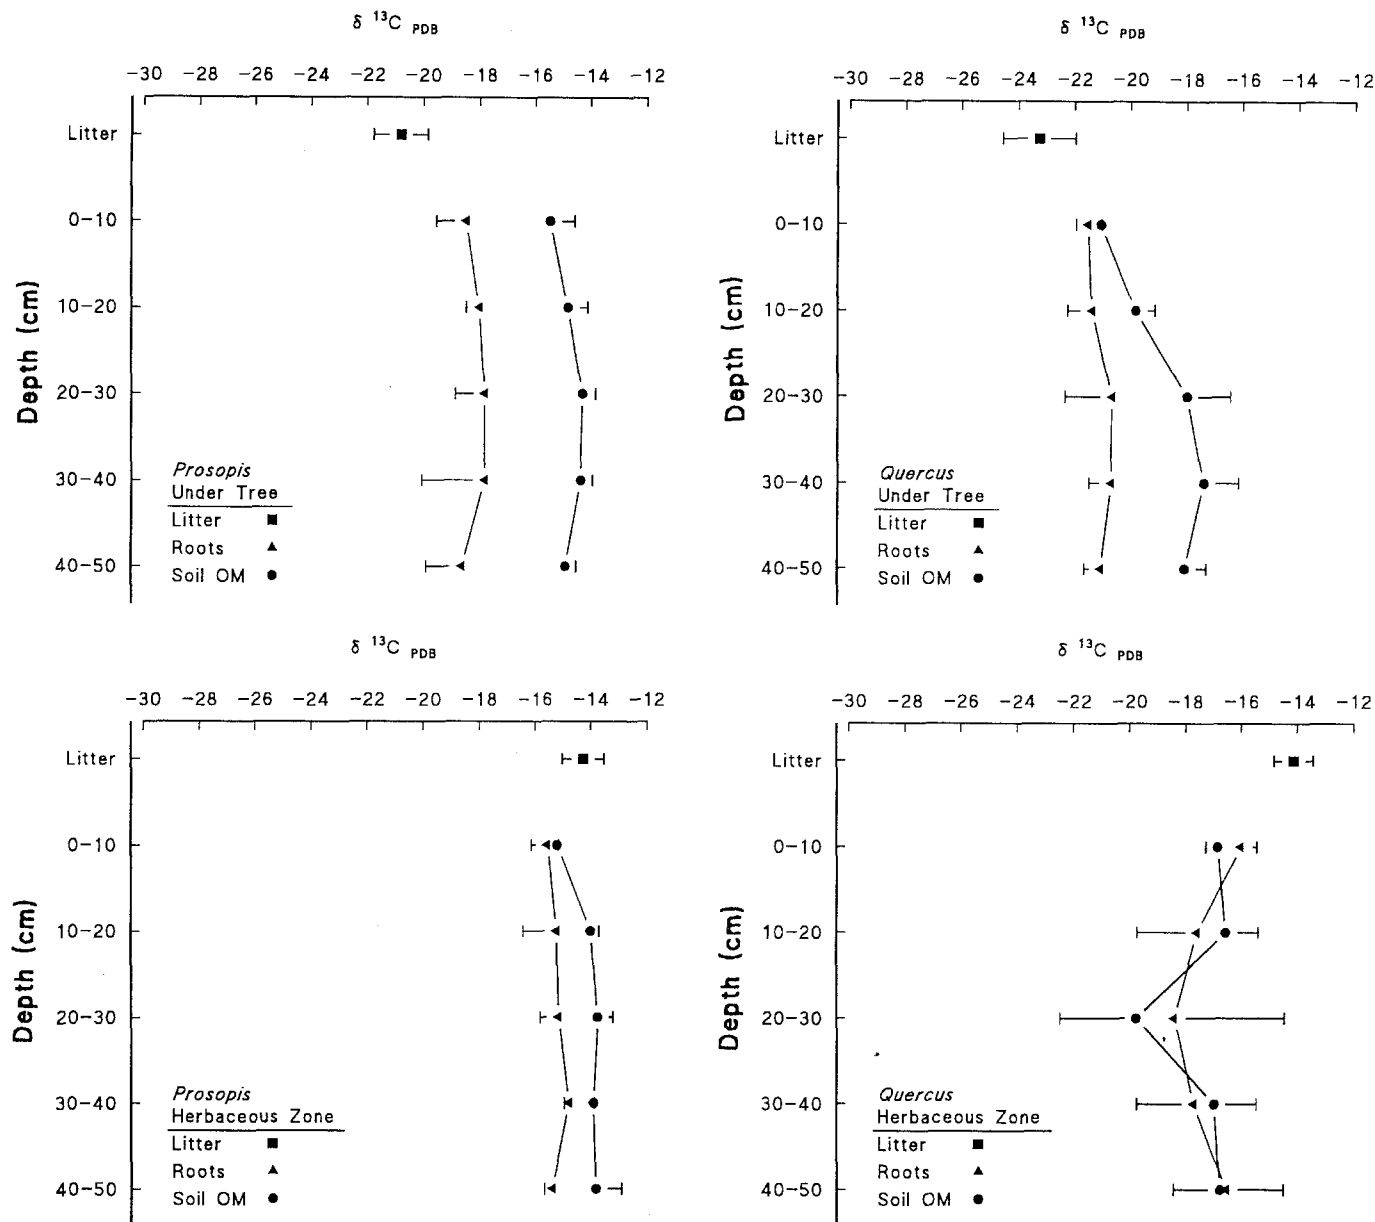 δ 13C PDB
-30 -28 -26 -24 -22 -20 -18 -16 -14 -12
Litter
0-10
10-20
20-30
30-40
40-50
Depth (cm)
Prosopis
Under Tree
Litter ■
Roots ▲
Soil OM ●
δ 13C PDB
-30 -28 -26 -24 -22 -20 -18 -16 -14 -12
Litter
0-10
10-20
20-30
30-40
40-50
Depth (cm)
Quercus
Under Tree
Litter ■
Roots ▲
Soil OM ●
δ 13C PDB
-30 -28 -26 -24 -22 -20 -18 -16 -14 -12
Litter
0-10
10-20
20-30
30-40
40-50
Depth (cm)
Prosopis
Herbaceous Zone
Litter ■
Roots ▲
Soil OM ●
δ 13C PDB
-30 -28 -26 -24 -22 -20 -18 -16 -14 -12
Litter
0-10
10-20
20-30
30-40
40-50
Depth (cm)
Quercus
Herbaceous Zone
Litter ■
Roots ▲
Soil OM ●